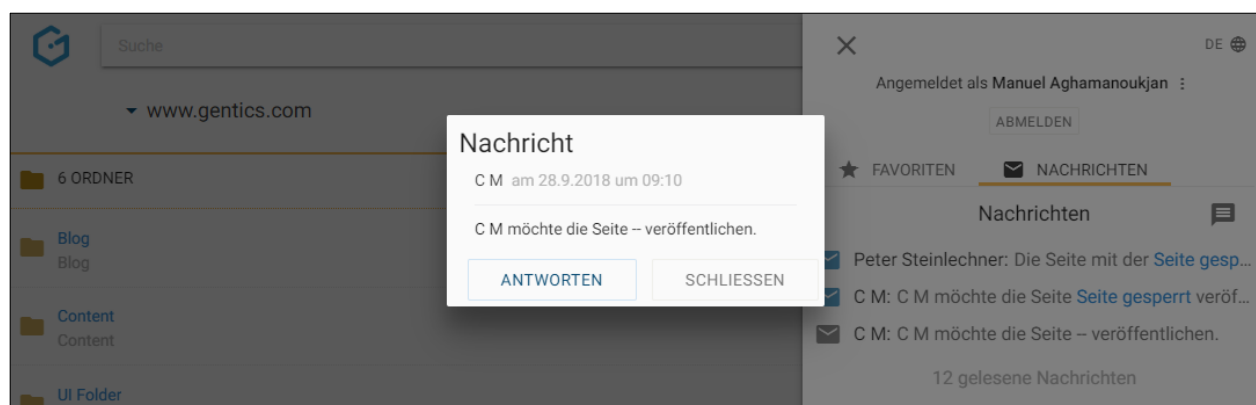 Suche
www.gentics.com
6 ORDNER
Blog
Blog
Content
Content
UI Folder
Nachricht
C M am 28.9.2018 um 09:10
C M möchte die Seite -- veröffentlichen.
ANTWORTEN SCHLIESSEN
DE
Angemeldet als Manuel Aghamanoukjan
ABMELDEN
FAVORITEN NACHRICHTEN
Nachrichten
Peter Steinlechner: Die Seite mit der Seite gesp...
C M: C M möchte die Seite Seite gesperrt veröf...
C M: C M möchte die Seite -- veröffentlichen.
12 gelesene Nachrichten